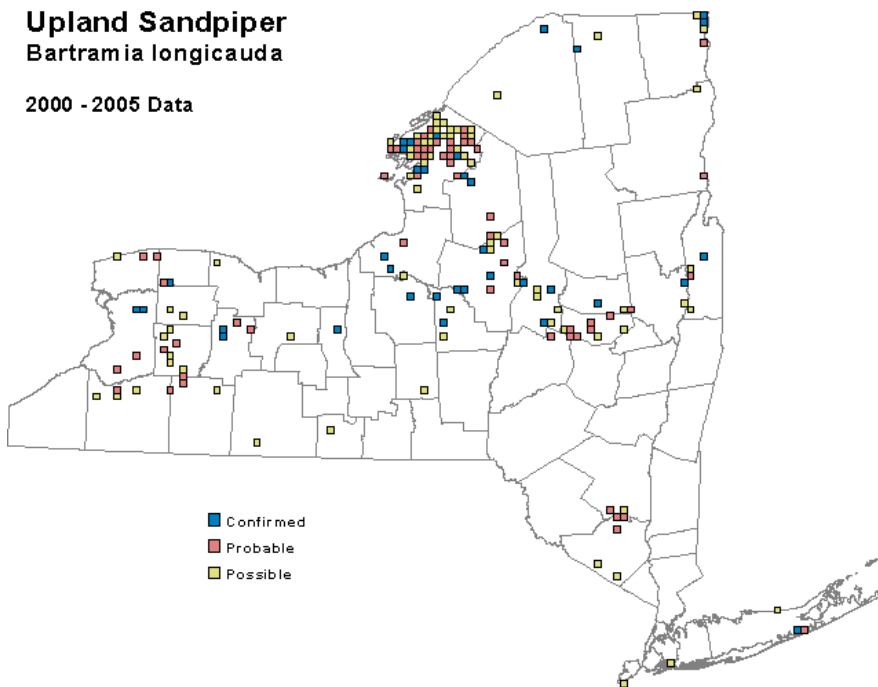 Upland Sandpiper
Bartramia longicauda
2000 - 2005 Data
Confirmed
Probable
Possible